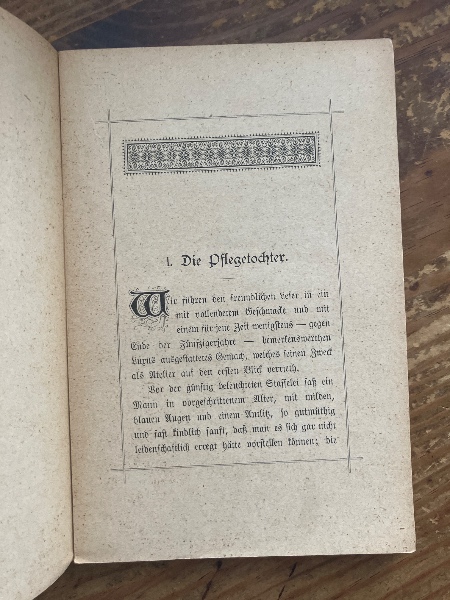 1. Die Pflegetochter.
Wir führen den freundlichen Leser in ein
mit vollendetem Geschmacke und mit
einem für jene Zeit wenigstens — gegen
Ende der Fünfzigerjahre — bemerkenswerthen
Luxus ausgestattetes Gemach, welches seinen Zweck
als Atelier auf den ersten Blick verrieth.
Vor der günstig beleuchteten Staffelei saß ein
Mann in vorgeschrittenem Alter, mit milden,
blauen Augen und einem Antlitz, so gutmüthig
und fast kindlich sanft, daß man es sich gar nicht
leidenschaftlich erregt hätte vorstellen können; die